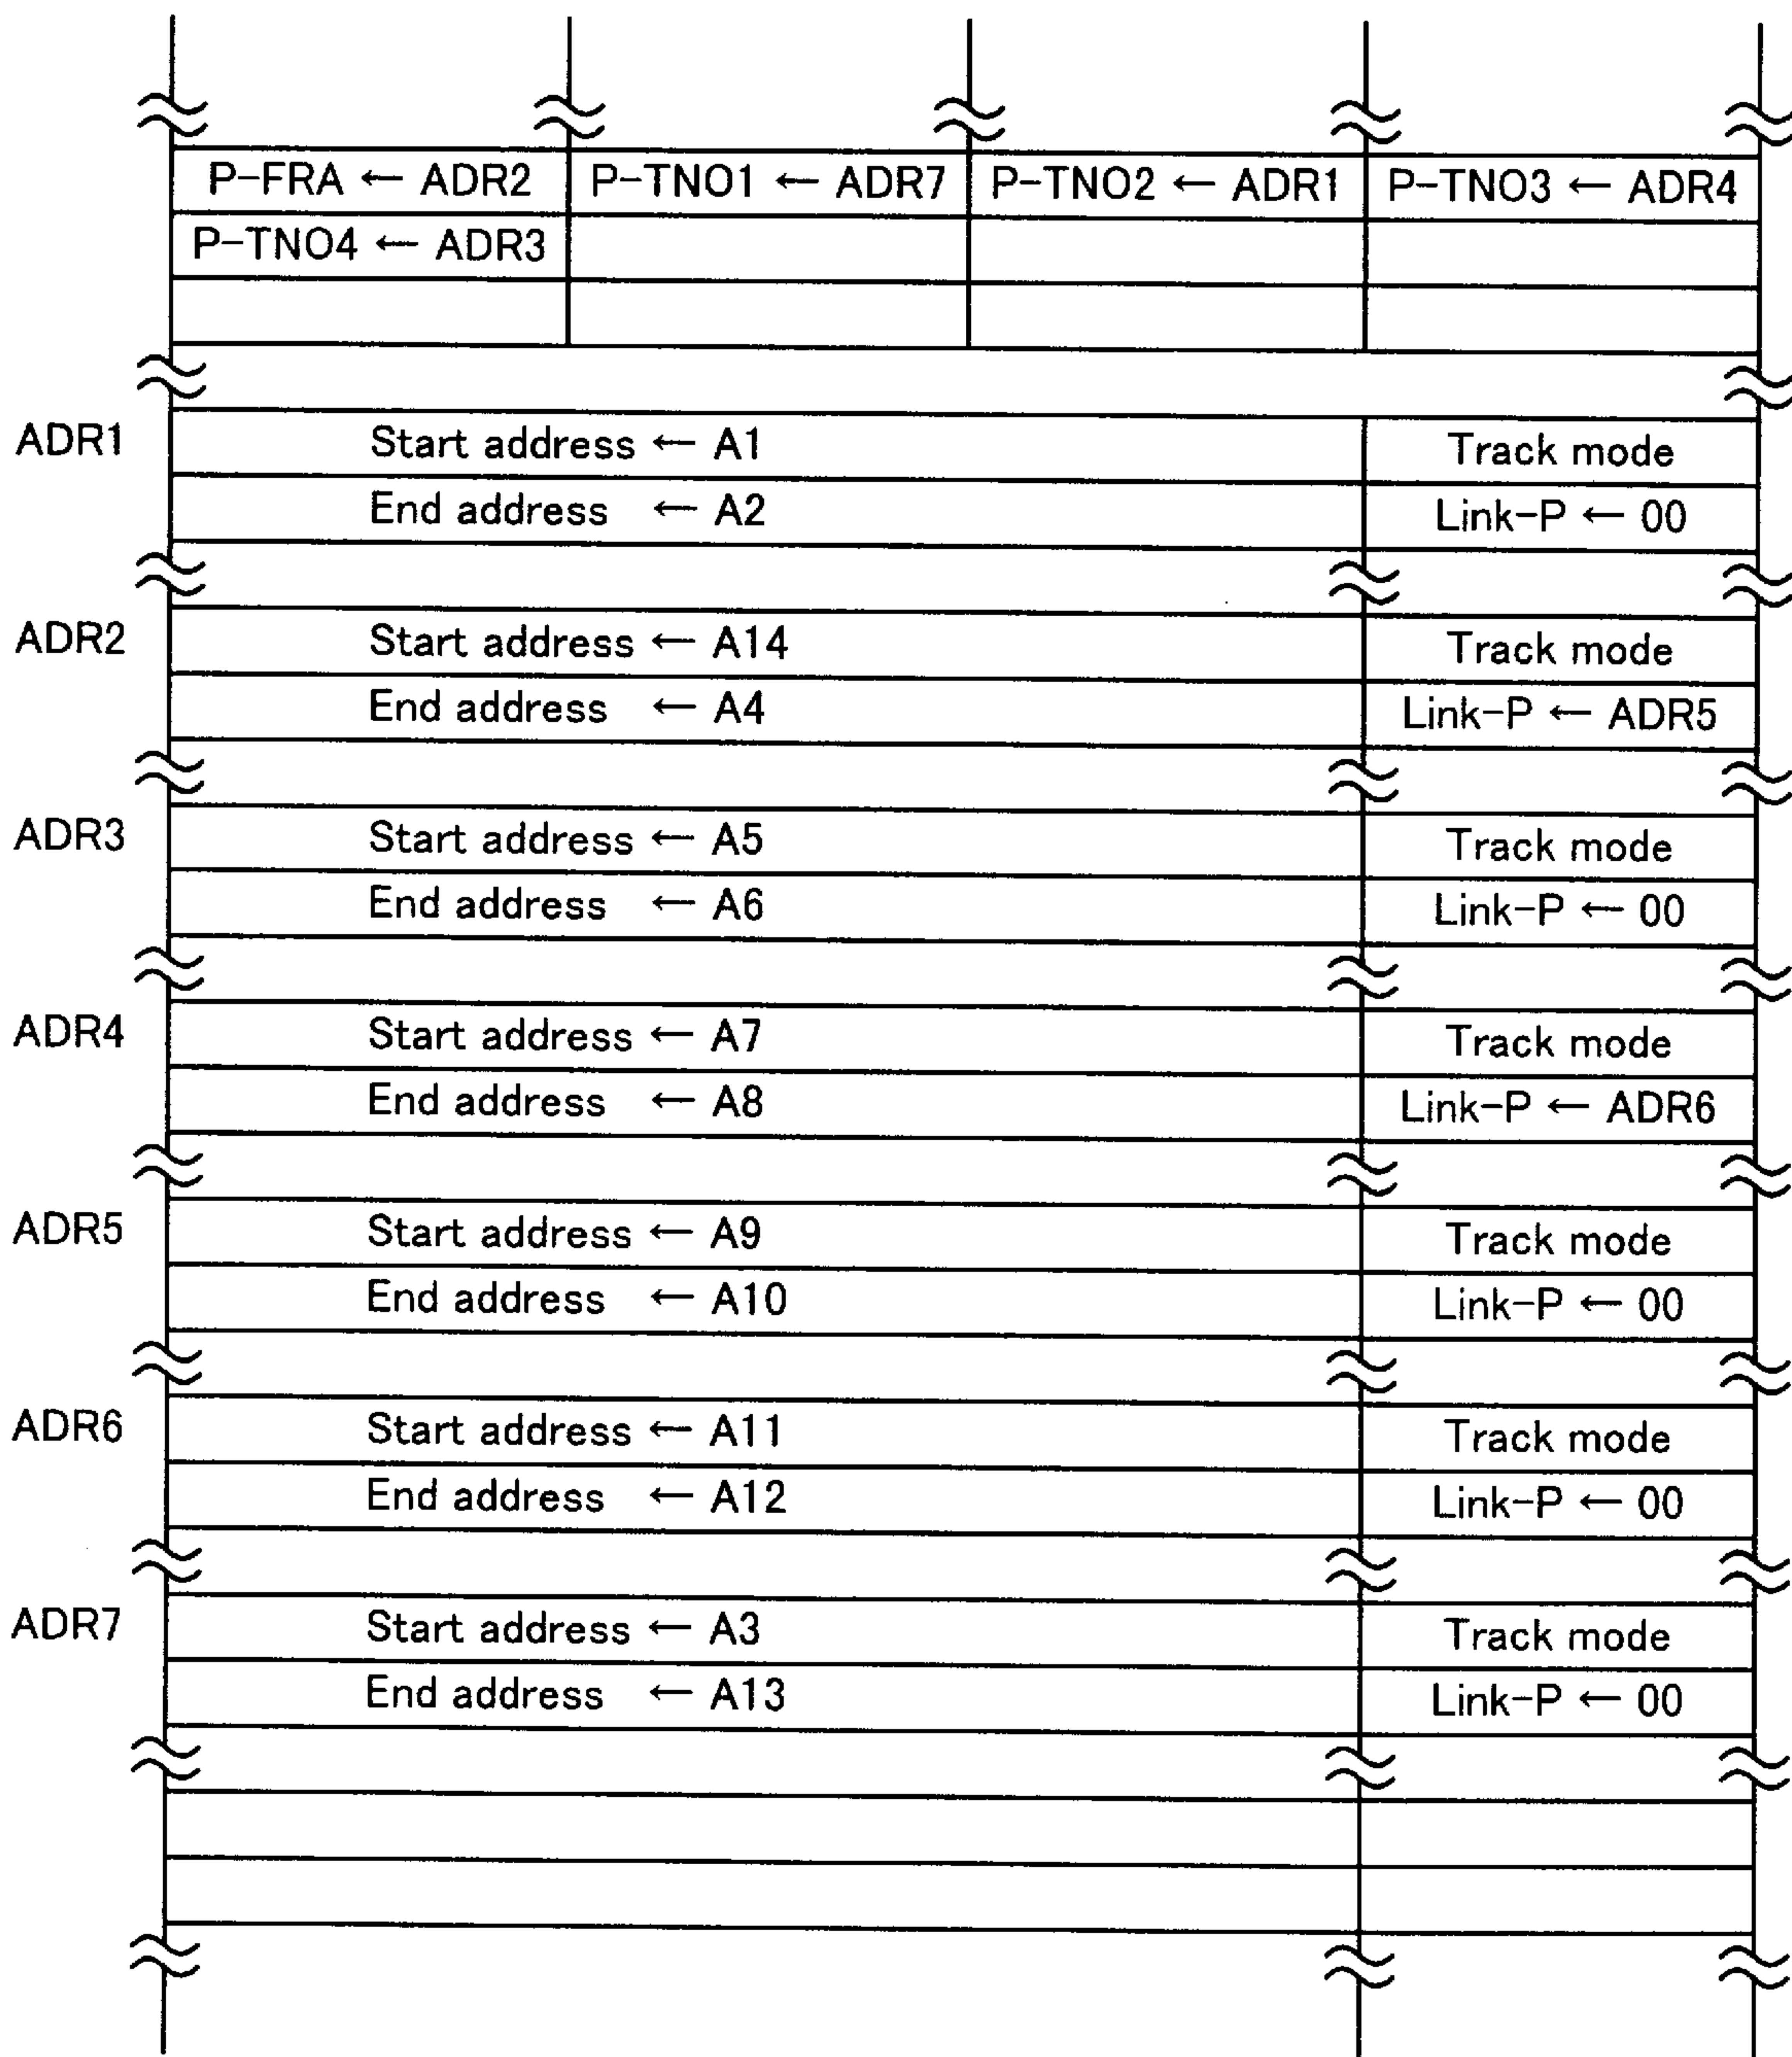 P-FRA ← ADR2 P-TNO1 ← ADR7 P-TNO2 ← ADR1 P-TNO3 ← ADR4
P-TNO4 ← ADR3
ADR1 Start address ← A1 Track mode
End address ← A2 Link-P ← 00
ADR2 Start address ← A14 Track mode
End address ← A4 Link-P ← ADR5
ADR3 Start address ← A5 Track mode
End address ← A6 Link-P ← 00
ADR4 Start address ← A7 Track mode
End address ← A8 Link-P ← ADR6
ADR5 Start address ← A9 Track mode
End address ← A10 Link-P ← 00
ADR6 Start address ← A11 Track mode
End address ← A12 Link-P ← 00
ADR7 Start address ← A3 Track mode
End address ← A13 Link-P ← 00